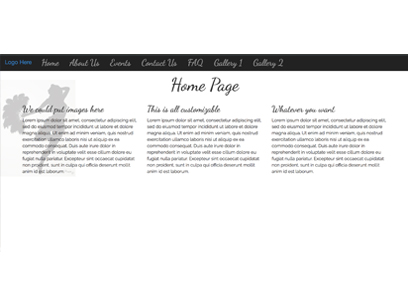 Logo Here Home About Us Events Contact Us FAQ Gallery 1 Gallery 2
Home Page
We could put images here
Lorem ipsum dolor sit amet, consectetur adipisicing elit,
sed do eiusmod tempor incididunt ut labore et dolore
magna aliqua. Ut enim ad minim veniam, quis nostrud
exercitation ullamco laboris nisi ut aliquip ex ea
commodo consequat. Duis aute irure dolor in
reprehenderit in voluptate velit esse cillum dolore eu
fugiat nulla pariatur. Excepteur sint occaecat cupidatat
non proident, sunt in culpa qui officia deserunt mollit
anim id est laborum.
This is all customizable
Lorem ipsum dolor sit amet, consectetur adipisicing elit,
sed do eiusmod tempor incididunt ut labore et dolore
magna aliqua. Ut enim ad minim veniam, quis nostrud
exercitation ullamco laboris nisi ut aliquip ex ea
commodo consequat. Duis aute irure dolor in
reprehenderit in voluptate velit esse cillum dolore eu
fugiat nulla pariatur. Excepteur sint occaecat cupidatat
non proident, sunt in culpa qui officia deserunt mollit
anim id est laborum.
Whatever you want
Lorem ipsum dolor sit amet, consectetur adipisicing elit,
sed do eiusmod tempor incididunt ut labore et dolore
magna aliqua. Ut enim ad minim veniam, quis nostrud
exercitation ullamco laboris nisi ut aliquip ex ea
commodo consequat. Duis aute irure dolor in
reprehenderit in voluptate velit esse cillum dolore eu
fugiat nulla pariatur. Excepteur sint occaecat cupidatat
non proident, sunt in culpa qui officia deserunt mollit
anim id est laborum.